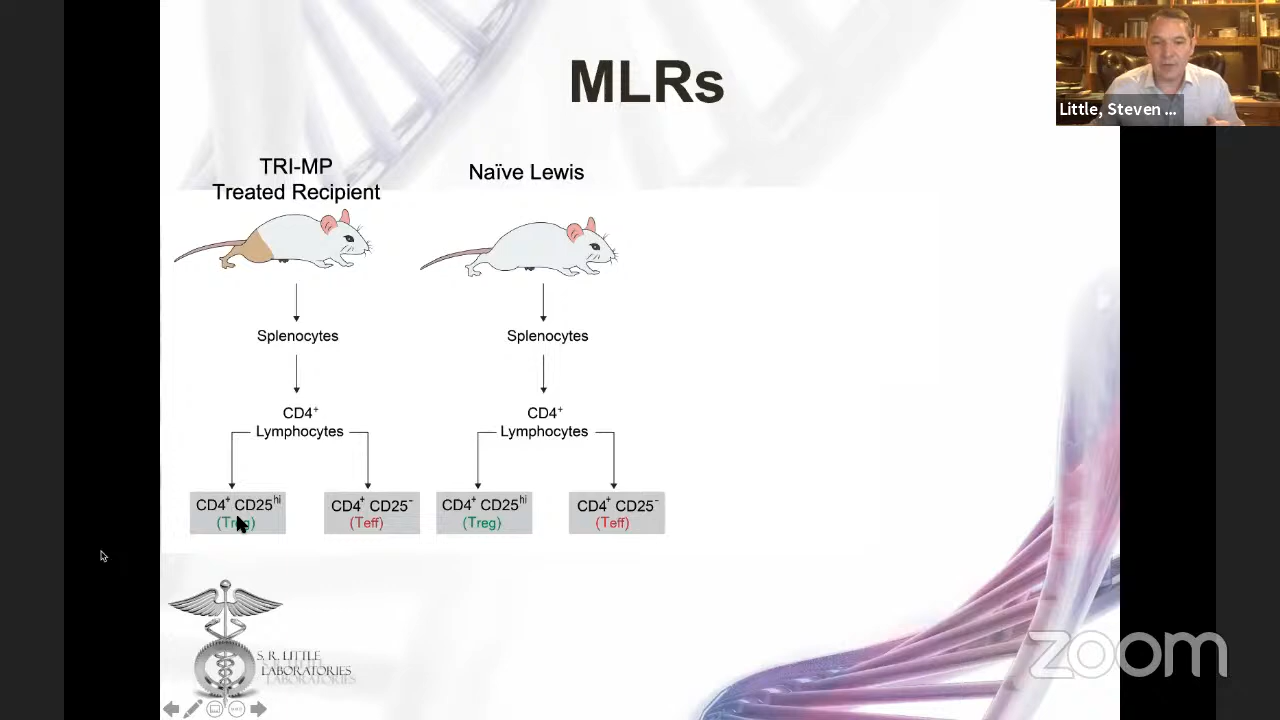 MLRs
Little, Steven ...
TRI-MP
Treated Recipient
Naïve Lewis
Splenocytes
Splenocytes
CD4+
Lymphocytes
CD4+
Lymphocytes
CD4+ CD25hi
(Treg)
CD4+ CD25-
(Teff)
CD4+ CD25hi
(Treg)
CD4+ CD25-
(Teff)
S. R. LITTLE
LABORATORIES
zoom